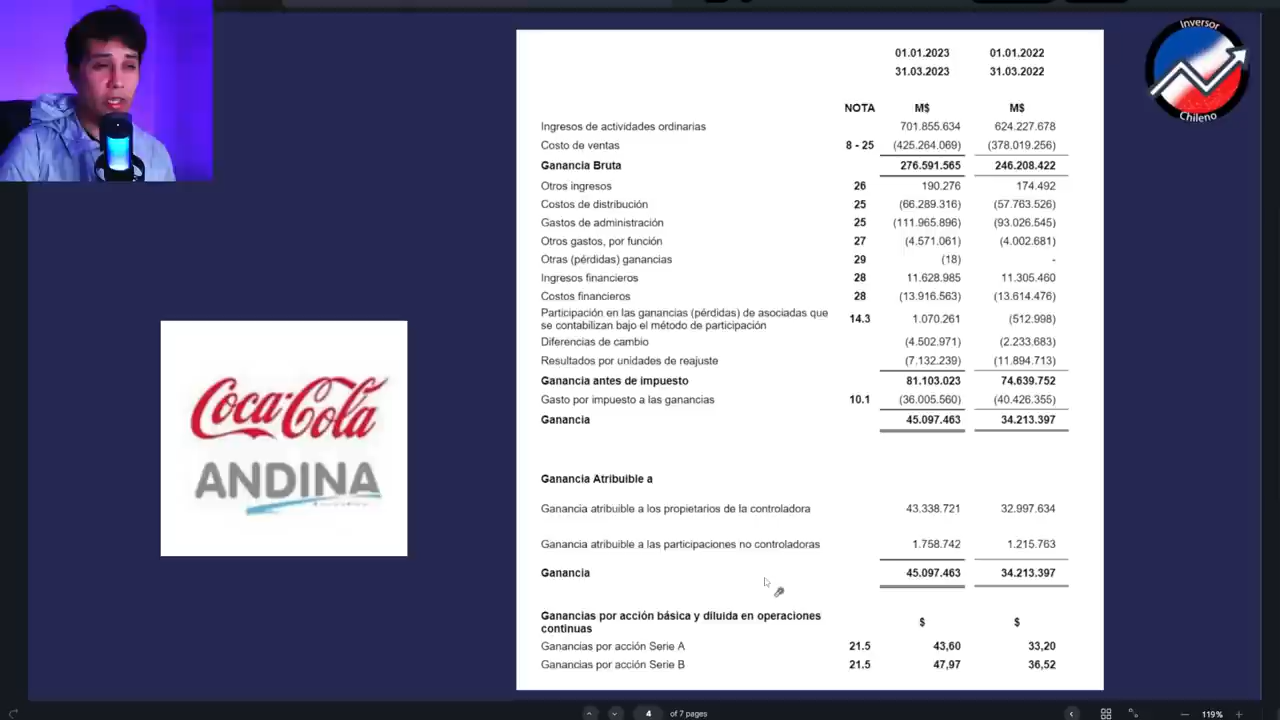 Inversor
Chileno
Coca-Cola
ANDINA
01.01.2023 01.01.2022
31.03.2023 31.03.2022
NOTA M$ M$
Ingresos de actividades ordinarias 701.855.634 624.227.678
Costo de ventas 8 - 25 (425.264.069) (378.019.256)
Ganancia Bruta 276.591.565 246.208.422
Otros ingresos 26 190.276 174.492
Costos de distribución 25 (66.289.316) (57.763.526)
Gastos de administración 25 (111.965.896) (93.026.545)
Otros gastos, por función 27 (4.571.061) (4.002.681)
Otras (pérdidas) ganancias 29 (18) -
Ingresos financieros 28 11.628.985 11.305.460
Costos financieros 28 (13.916.563) (13.614.476)
Participación en las ganancias (pérdidas) de asociadas que
se contabilizan bajo el método de participación 14.3 1.070.261 (512.998)
Diferencias de cambio (4.502.971) (2.233.683)
Resultados por unidades de reajuste (7.132.239) (11.894.713)
Ganancia antes de impuesto 81.103.023 74.639.752
Gasto por impuesto a las ganancias 10.1 (36.005.560) (40.426.355)
Ganancia 45.097.463 34.213.397
Ganancia Atribuible a
Ganancia atribuible a los propietarios de la controladora 43.338.721 32.997.634
Ganancia atribuible a las participaciones no controladoras 1.758.742 1.215.763
Ganancia 45.097.463 34.213.397
Ganancias por acción básica y diluida en operaciones
continuas $ $
Ganancias por acción Serie A 21.5 43,60 33,20
Ganancias por acción Serie B 21.5 47,97 36,52
4 of 7 pages
119%